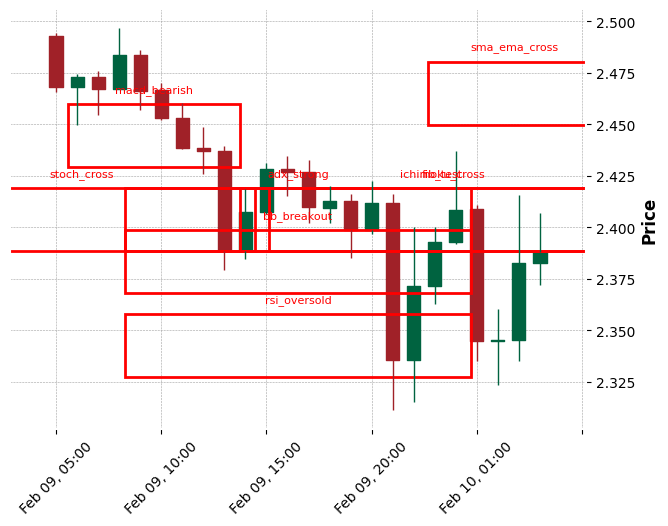 2.500
sma_ema_cross
2.475
macd_bearish
2.450
stoch_cross
adx_strong
2.425
bb_breakout
2.400
Price
2.375
rsi_oversold
2.350
2.325
Feb 09, 05:00
Feb 09, 10:00
Feb 09, 15:00
Feb 09, 20:00
Feb 10, 01:00